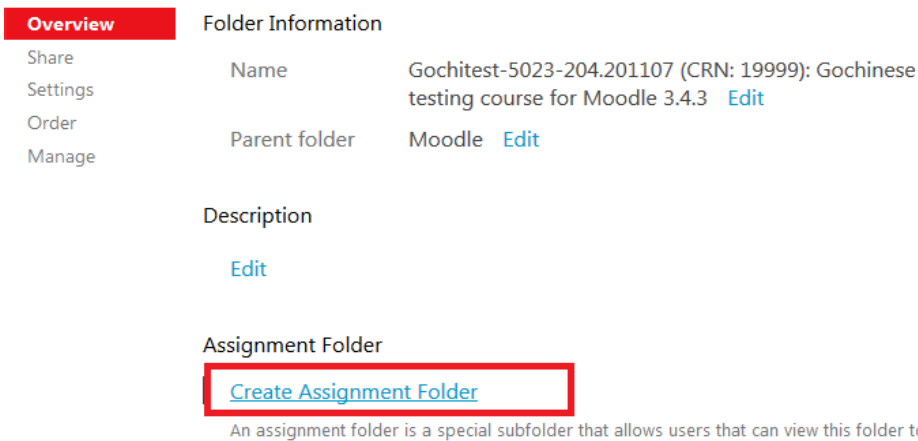 Overview
Share
Settings
Order
Manage
Folder Information
Name
Gochitest-5023-204.201107 (CRN: 19999): Gochinese
testing course for Moodle 3.4.3 Edit
Parent folder
Moodle Edit
Description
Edit
Assignment Folder
Create Assignment Folder
An assignment folder is a special subfolder that allows users that can view this folder